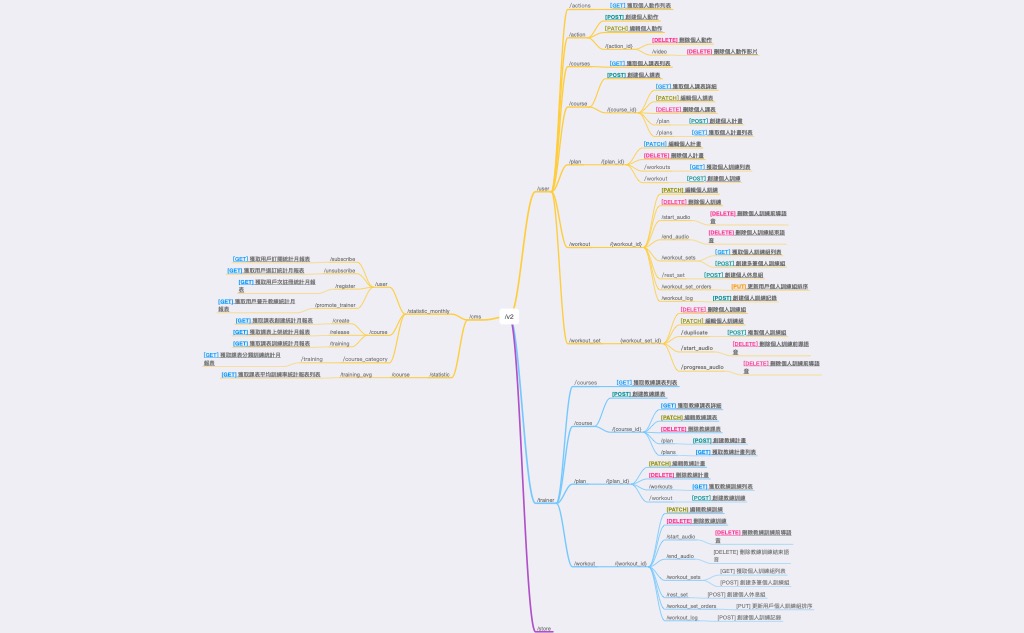 /v2
/user
/actions
[GET] 獲取個人動作列表
/action
[POST] 創建個人動作
[PATCH] 編輯個人動作
/{action_id}
[DELETE] 刪除個人動作
/video
[DELETE] 刪除個人動作影片
/courses
[GET] 獲取個人課表列表
/course
[POST] 創建個人課表
/{course_id}
[GET] 獲取個人課表詳細
[PATCH] 編輯個人課表
[DELETE] 刪除個人課表
/plan
[POST] 創建個人計畫
/plans
[GET] 獲取個人計畫列表
/plan
/{plan_id}
[PATCH] 編輯個人計畫
[DELETE] 刪除個人計畫
/workouts
[GET] 獲取個人訓練列表
/workout
[POST] 創建個人訓練
/workout
/{workout_id}
[PATCH] 編輯個人訓練
[DELETE] 刪除個人訓練
/start_audio
[DELETE] 刪除個人訓練前導語
音
/end_audio
[DELETE] 刪除個人訓練結束語
音
/workout_sets
[GET] 獲取個人訓練組列表
[POST] 創建多筆個人訓練組
/rest_set
[POST] 創建個人休息組
/workout_set_orders
[PUT] 更新用戶個人訓練組排序
/workout_log
[POST] 創建個人訓練記錄
/workout_set
/{workout_set_id}
[DELETE] 刪除個人訓練組
[PATCH] 編輯個人訓練組
/duplicate
[POST] 複製個人訓練組
/start_audio
[DELETE] 刪除個人訓練組前導語
音
/progress_audio
[DELETE] 刪除個人訓練前導語
音
/trainer
/courses
[GET] 獲取教練課表列表
/course
[POST] 創建教練課表
/{course_id}
[GET] 獲取教練課表詳細
[PATCH] 編輯教練課表
[DELETE] 刪除教練課表
/plan
[POST] 創建教練計畫
/plans
[GET] 獲取教練計畫列表
/plan
/{plan_id}
[PATCH] 編輯教練計畫
[DELETE] 刪除教練計畫
/workouts
[GET] 獲取教練訓練列表
/workout
[POST] 創建教練訓練
/workout
/{workout_id}
[PATCH] 編輯教練訓練
[DELETE] 刪除教練訓練
/start_audio
[DELETE] 刪除教練訓練前導語
音
/end_audio
[DELETE] 刪除教練訓練結束語
音
/workout_sets
[GET] 獲取個人訓練組列表
[POST] 創建多筆個人訓練組
/rest_set
[POST] 創建個人休息組
/workout_set_orders
[PUT] 更新用戶個人訓練組排序
/workout_log
[POST] 創建個人訓練記錄
/store
/cms
/statistic_monthly
/user
/subscribe
[GET] 獲取用戶訂閱統計月報表
/unsubscribe
[GET] 獲取用戶退訂統計月報表
/register
[GET] 獲取用戶次註冊統計月報
表
/promote_trainer
[GET] 獲取用戶晉升教練統計月
報表
/course
/create
[GET] 獲取課表創建統計月報表
/release
[GET] 獲取課表上架統計月報表
/training
[GET] 獲取課表訓練統計月報表
/course_category
/training
[GET] 獲取課表分類訓練統計月
報表
/statistic
/course
/training_avg
[GET] 獲取課表平均訓練率統計報表列表